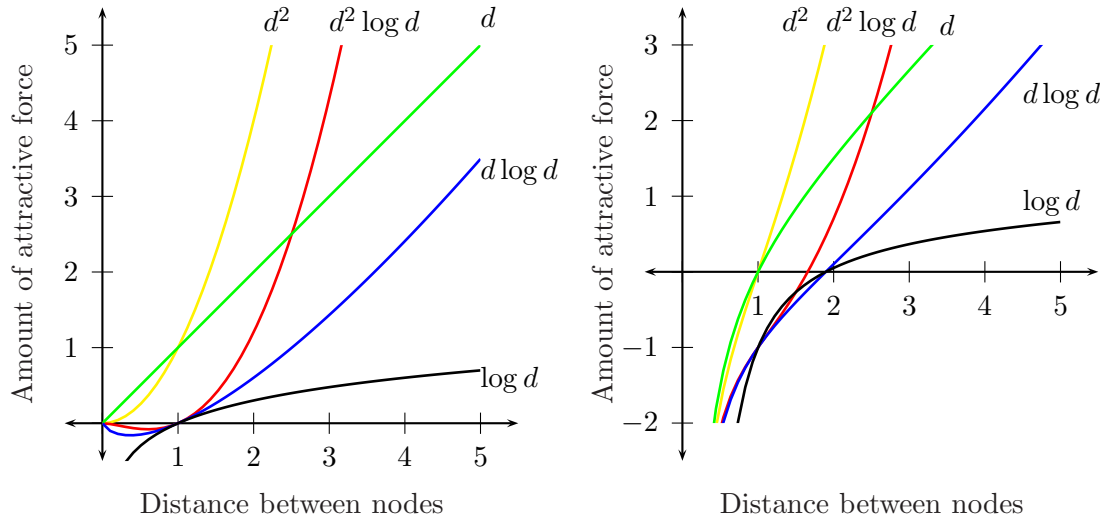 Amount of attractive force
5
4
3
2
1
d²
d² log d
d
d log d
log d
1 2 3 4 5
Distance between nodes
Amount of attractive force
3
2
1
−1
−2
d²
d² log d
d
d log d
log d
1 2 3 4 5
Distance between nodes